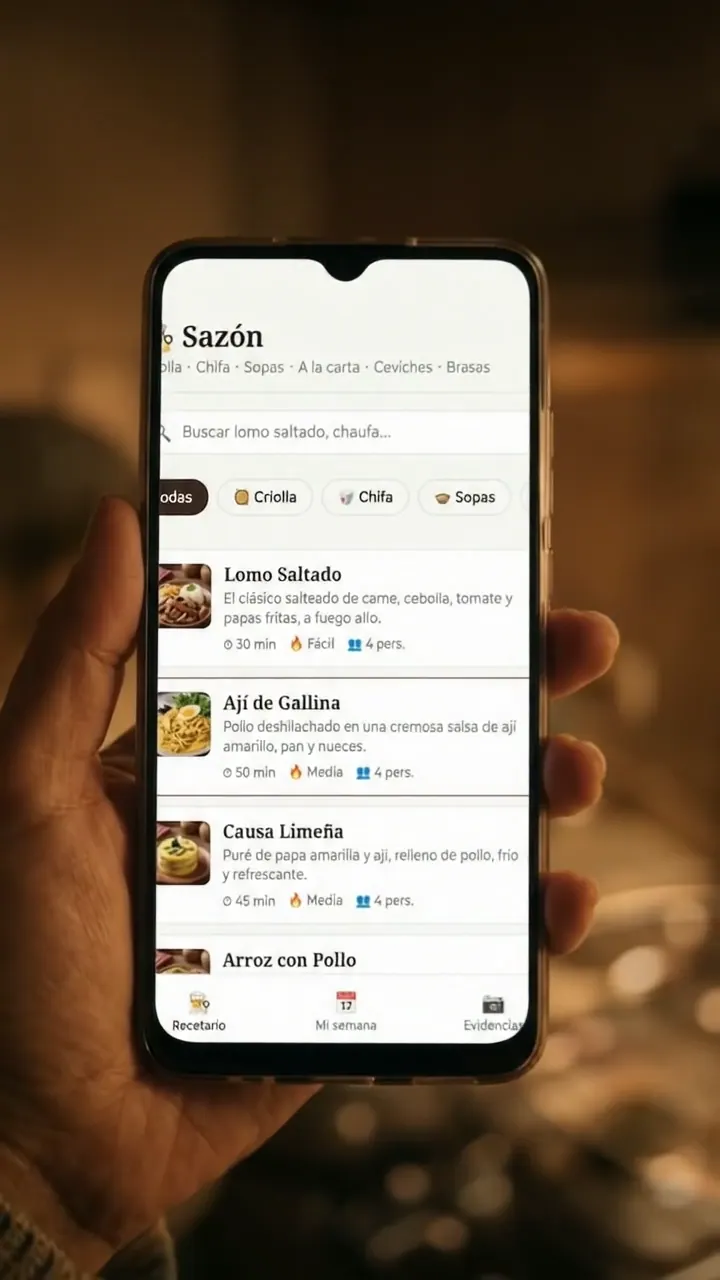 Sazón
olla · Chifa · Sopas · A la carta · Ceviches · Brasas
Buscar lomo saltado, chaufa...
odas
Criolla
Chifa
Sopas
Lomo Saltado
El clásico salteado de carne, cebolla, tomate y
papas fritas, a fuego allo.
30 min Fácil 4 pers.
Ají de Gallina
Pollo deshilachado en una cremosa salsa de ají
amarillo, pan y nueces.
50 min Media 4 pers.
Causa Limeña
Puré de papa amarilla y ají, relleno de pollo, frío
y refrescante.
45 min Media 4 pers.
Arroz con Pollo
17
Recetario
Mi semana
Evidencias